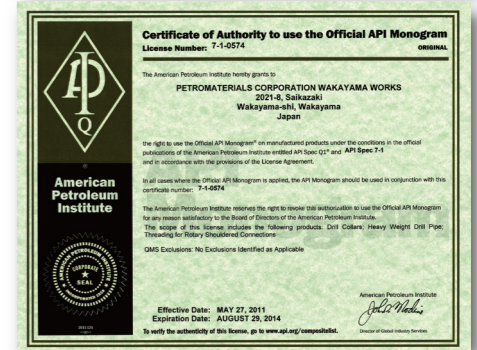 Certificate of Authority to use the Official API Monogram
License Number: 7-1-0574
ORIGINAL
API
Q
The American Petroleum Institute hereby grants to
PETROMATERIALS CORPORATION WAKAYAMA WORKS
2021-8, Saikazaki
Wakayama-shi, Wakayama
Japan
the right to use the Official API Monogram® on manufactured products under the conditions in the official
publications of the American Petroleum Institute entitled API Spec Q1® and API Spec 7-1
and in accordance with the provisions of the License Agreement.
American
Petroleum
Institute
In all cases where the Official API Monogram is applied, the API Monogram should be used in conjunction with this
certificate number: 7-1-0574
The American Petroleum Institute reserves the right to revoke this authorization to use the Official API Monogram
for any reason satisfactory to the Board of Directors of the American Petroleum Institute.
The scope of this license includes the following products: Drill Collars; Heavy Weight Drill Pipe;
Threading for Rotary Shouldered Connections
QMS Exclusions: No Exclusions Identified as Applicable
CORPORATE
SEAL
American Petroleum Institute
Effective Date: MAY 27, 2011
Expiration Date: AUGUST 29, 2014
To verify the authenticity of this license, go to www.api.org/compositelist.
Director of Global Industry Services